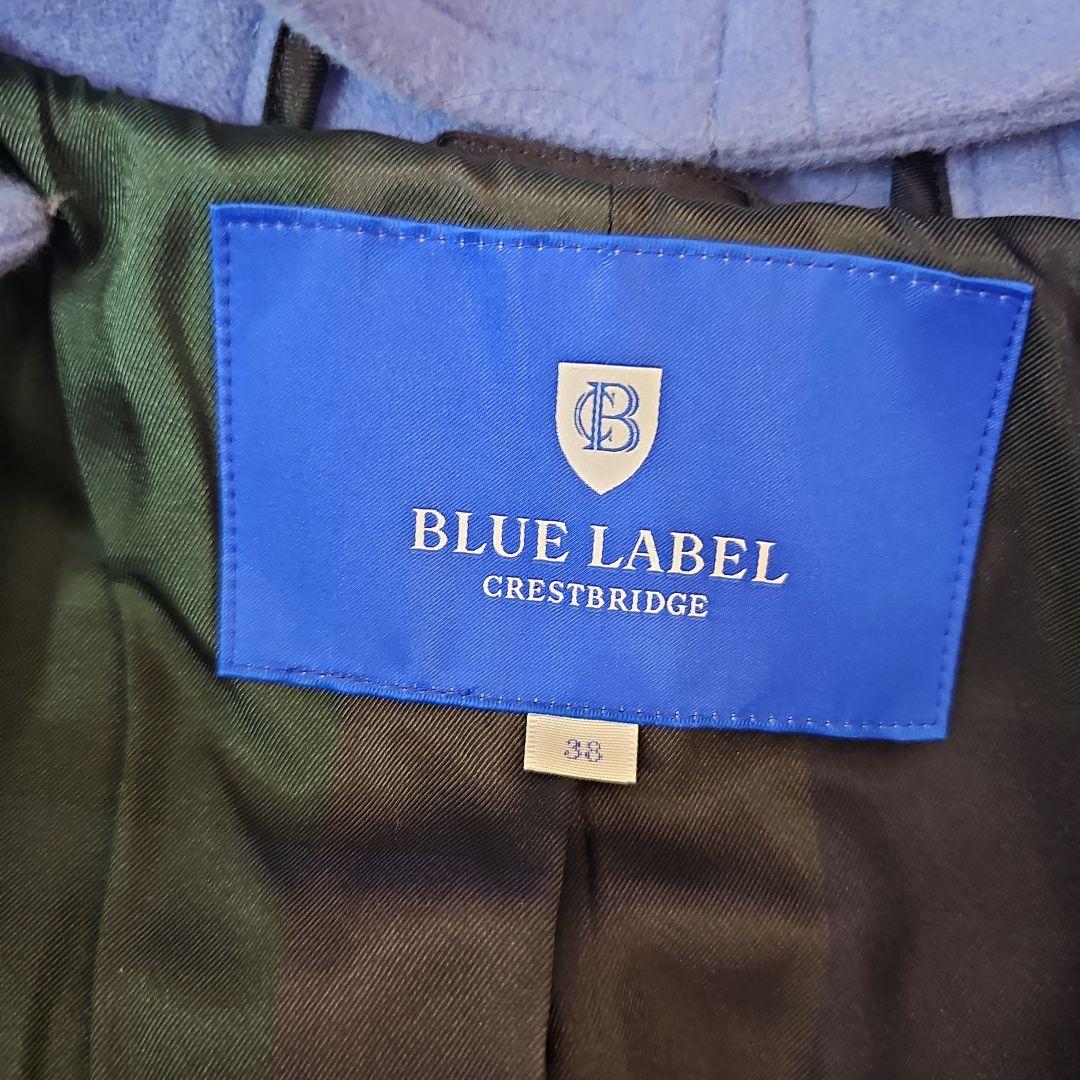 CB
BLUE LABEL
CRESTBRIDGE
38